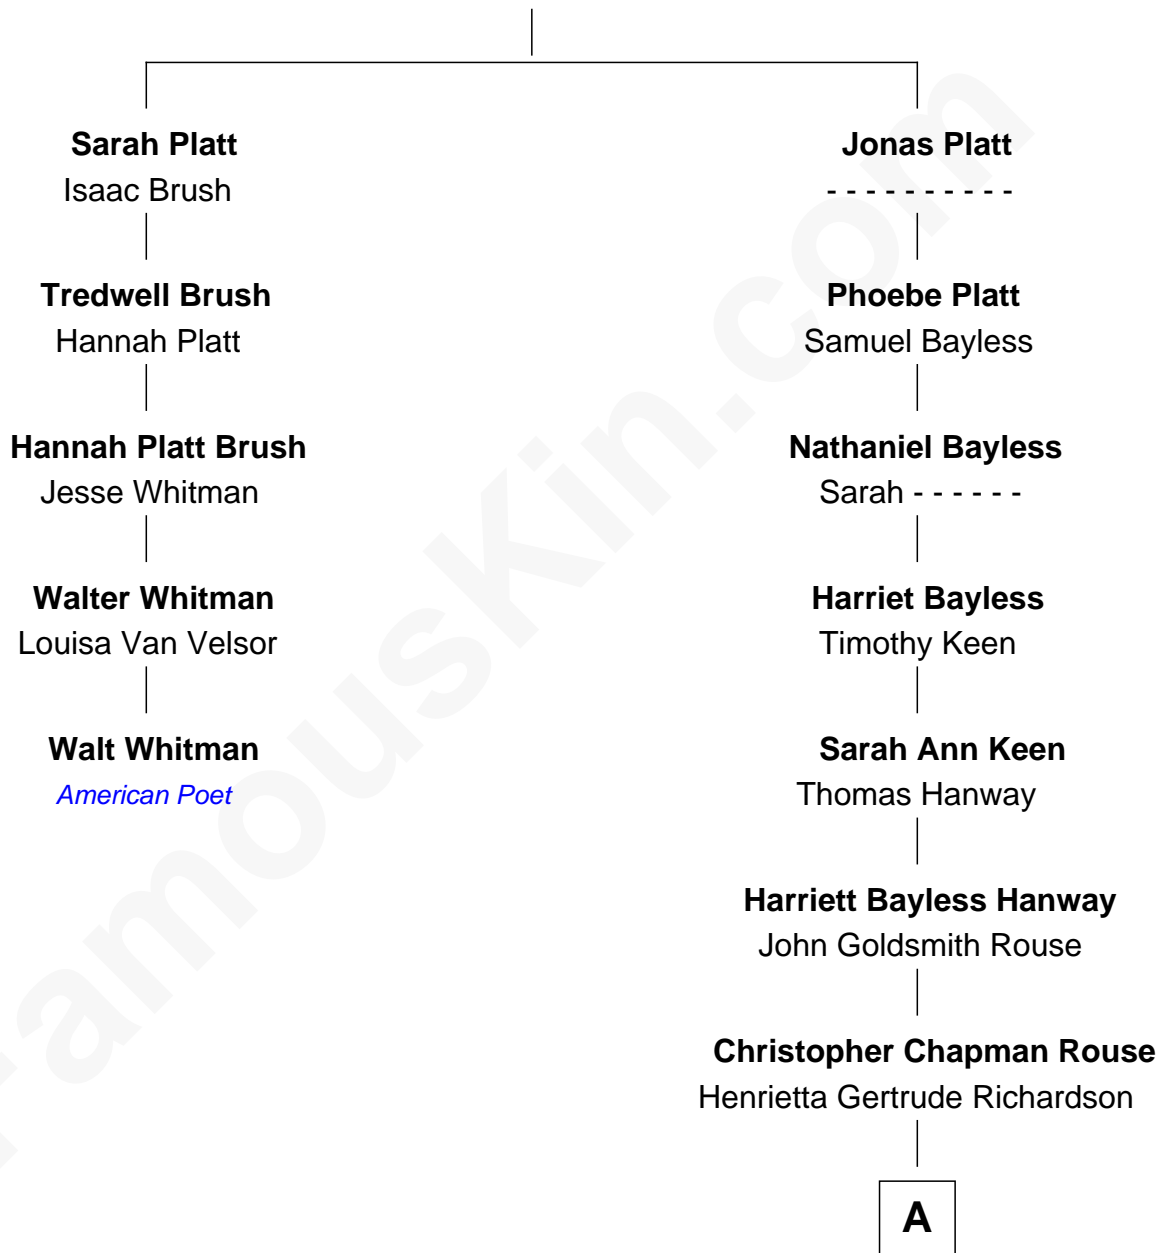 Sarah Platt
Isaac Brush
Tredwell Brush
Hannah Platt
Hannah Platt Brush
Jesse Whitman
Walter Whitman
Louisa Van Velsor
Walt Whitman
American Poet
Jonas Platt
- - - - - - - - - -
Phoebe Platt
Samuel Bayless
Nathaniel Bayless
Sarah - - - - - -
Harriet Bayless
Timothy Keen
Sarah Ann Keen
Thomas Hanway
Harriett Bayless Hanway
John Goldsmith Rouse
Christopher Chapman Rouse
Henrietta Gertrude Richardson
A
FamousKin.com